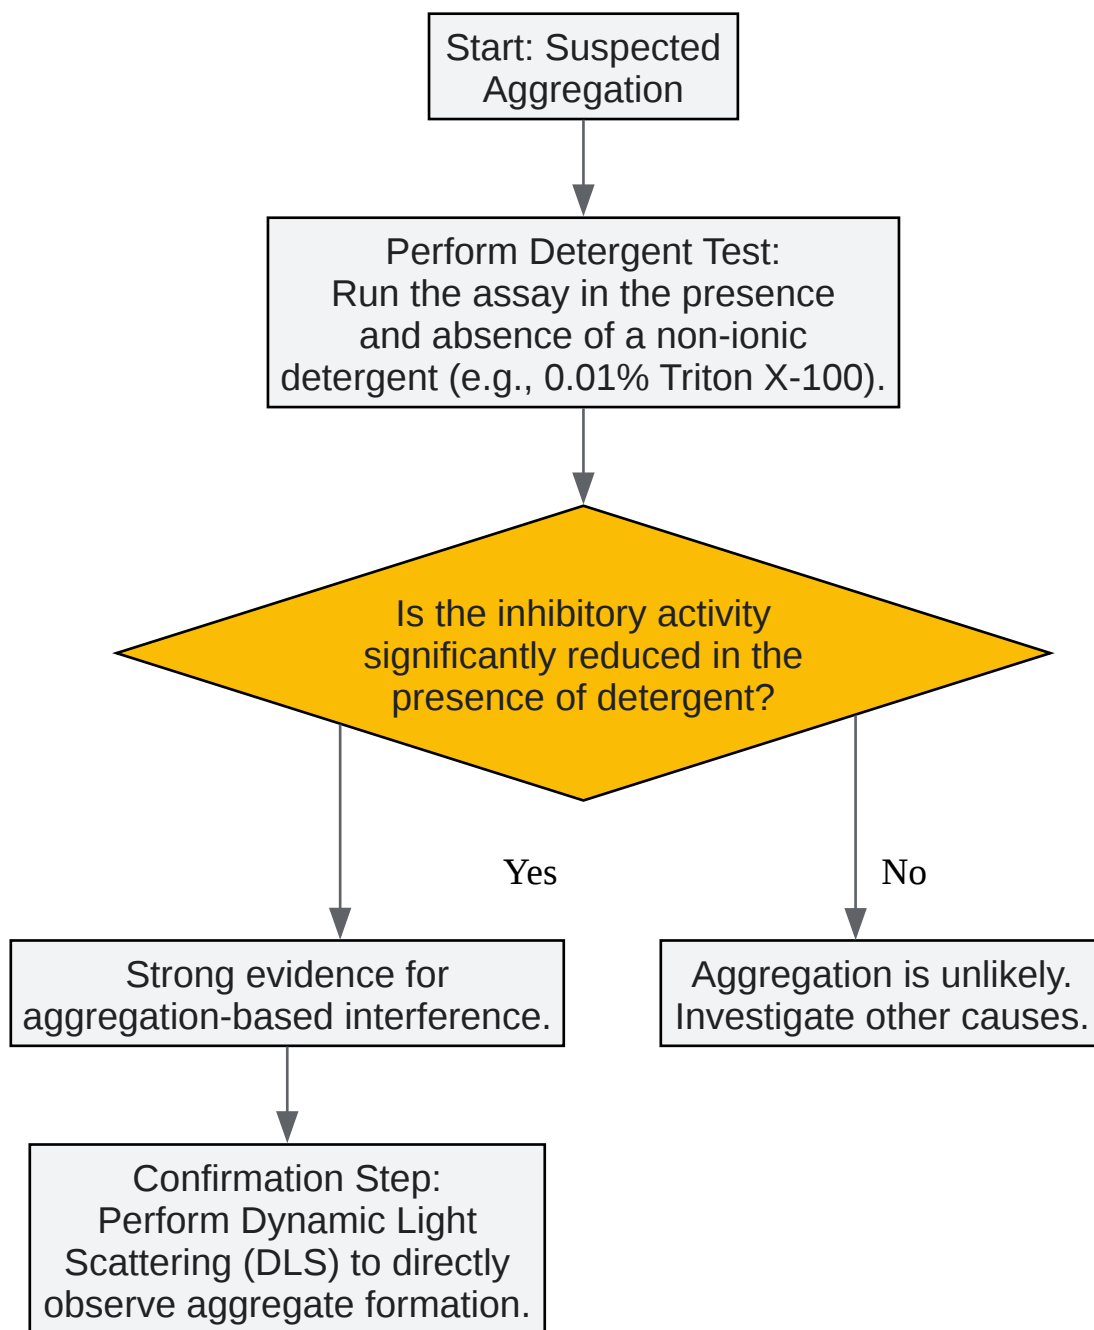 Start: Suspected
Aggregation
Perform Detergent Test:
Run the assay in the presence
and absence of a non-ionic
detergent (e.g., 0.01% Triton X-100).
Is the inhibitory activity
significantly reduced in the
presence of detergent?
Yes
No
Strong evidence for
aggregation-based interference.
Aggregation is unlikely.
Investigate other causes.
Confirmation Step:
Perform Dynamic Light
Scattering (DLS) to directly
observe aggregate formation.